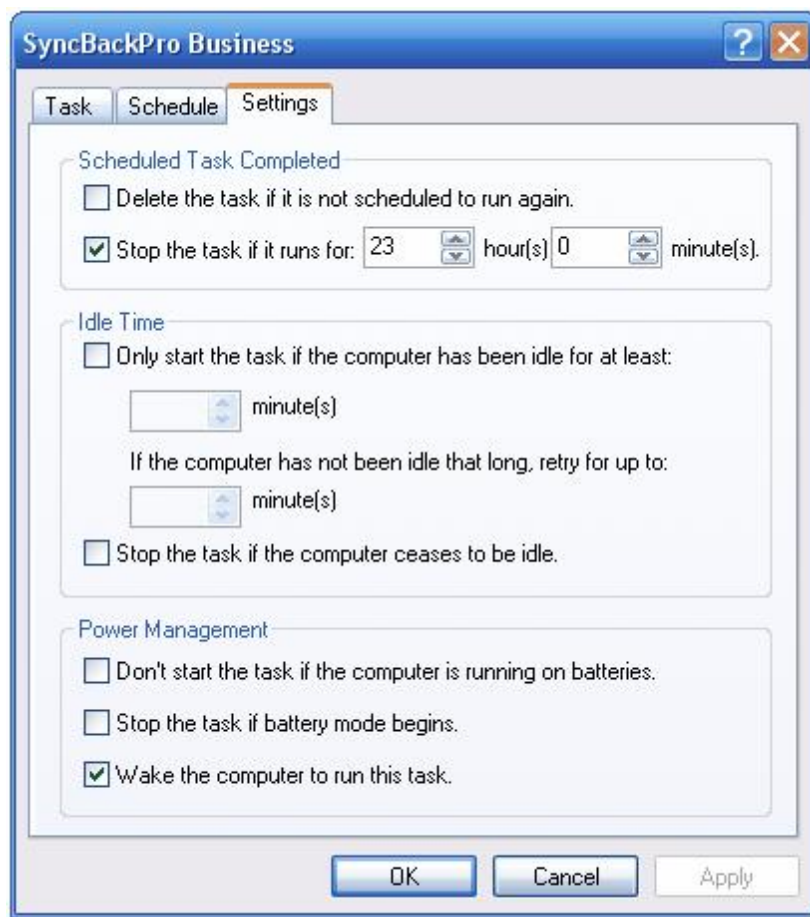 SyncBackPro Business
Task Schedule Settings
Scheduled Task Completed
Delete the task if it is not scheduled to run again.
Stop the task if it runs for: 23 hour(s) 0 minute(s).
Idle Time
Only start the task if the computer has been idle for at least:
minute(s)
If the computer has not been idle that long, retry for up to:
minute(s)
Stop the task if the computer ceases to be idle.
Power Management
Don't start the task if the computer is running on batteries.
Stop the task if battery mode begins.
Wake the computer to run this task.
OK Cancel Apply